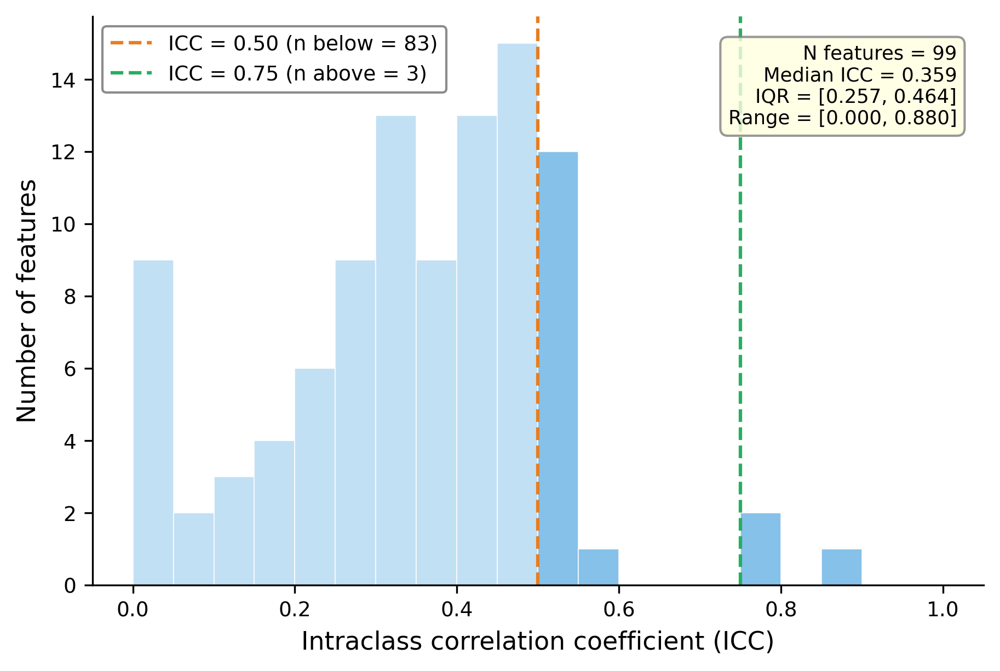 ICC = 0.50 (n below = 83)
ICC = 0.75 (n above = 3)
N features = 99
Median ICC = 0.359
IQR = [0.257, 0.464]
Range = [0.000, 0.880]
Number of features
14
12
10
8
6
4
2
0
0.0 0.2 0.4 0.6 0.8 1.0
Intraclass correlation coefficient (ICC)